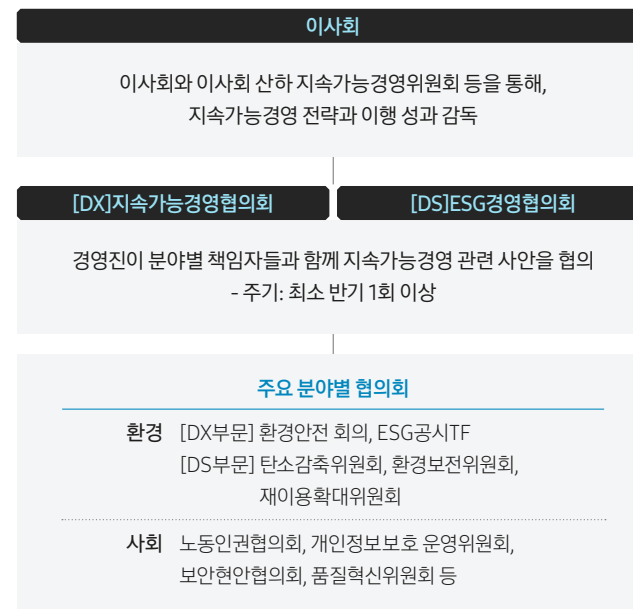 이사회
이사회와 이사회 산하 지속가능경영위원회 등을 통해,
지속가능경영 전략과 이행 성과 감독
[DX]지속가능경영협의회
[DS]ESG경영협의회
경영진이 분야별 책임자들과 함께 지속가능경영 관련 사안을 협의
- 주기: 최소 반기 1회 이상
주요 분야별 협의회
환경 [DX부문] 환경안전 회의, ESG공시TF
[DS부문] 탄소감축위원회, 환경보전위원회,
재이용확대위원회
사회 노동인권협의회, 개인정보보호 운영위원회,
보안현안협의회, 품질혁신위원회 등